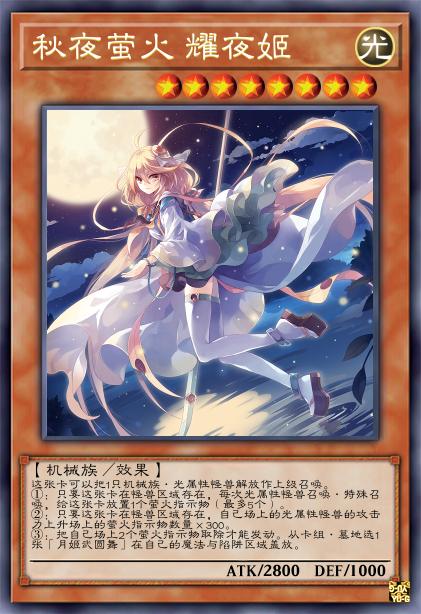 秋夜萤火 耀夜姬
光
【机械族／效果】
这张卡可以把1只机械族·光属性怪兽解放作上级召唤。
①：只要这张卡在怪兽区域存在，每次光属性怪兽召唤·特殊召
唤，给这张卡放置1个萤火指示物（最多5个）。
②：只要这张卡在怪兽区域存在，自己场上的光属性怪兽的攻击
力上升场上的萤火指示物数量×300。
③：把自己场上2个萤火指示物取除才能发动。从卡组·墓地选1
张「月姬武圆舞」在自己的魔法与陷阱区域盖放。
ATK/2800 DEF/1000